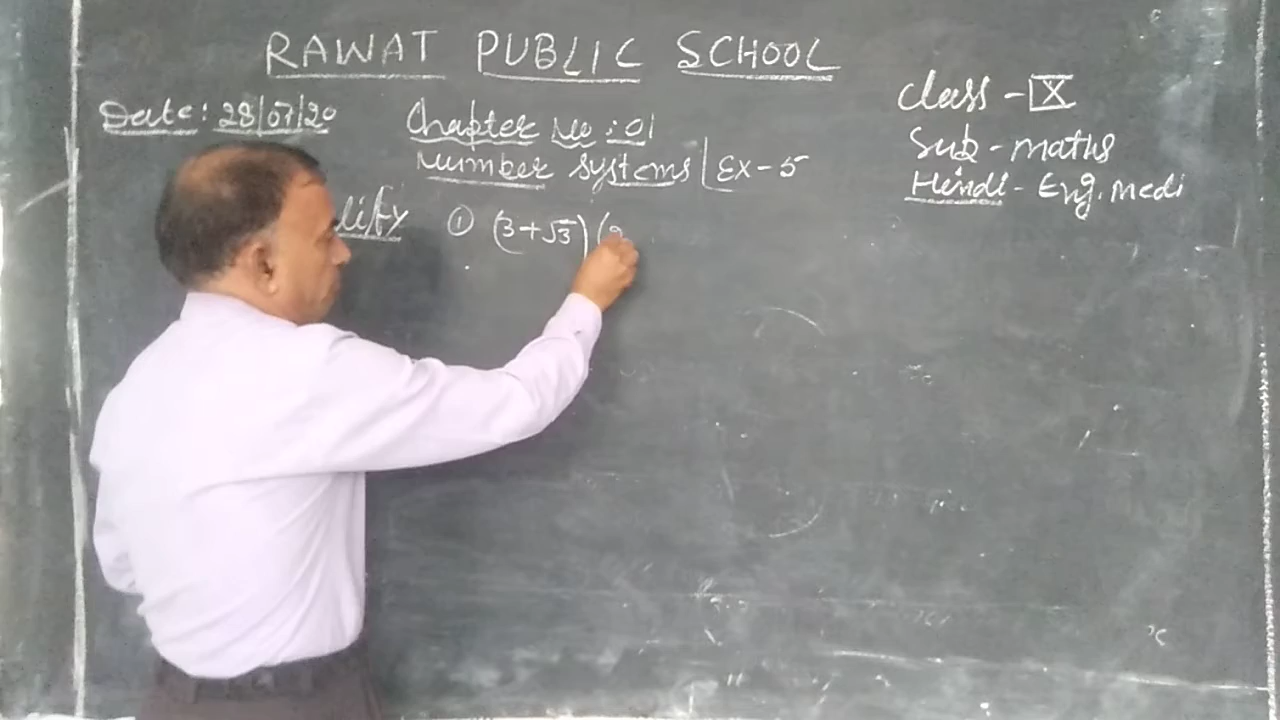 RAWAT PUBLIC SCHOOL
Date: 28/07/20
Chapter No: 01
Number Systems | Ex-5
Class - IX
Sub - maths
Hindi - Eng. Medi
lify ① (3+√3)(